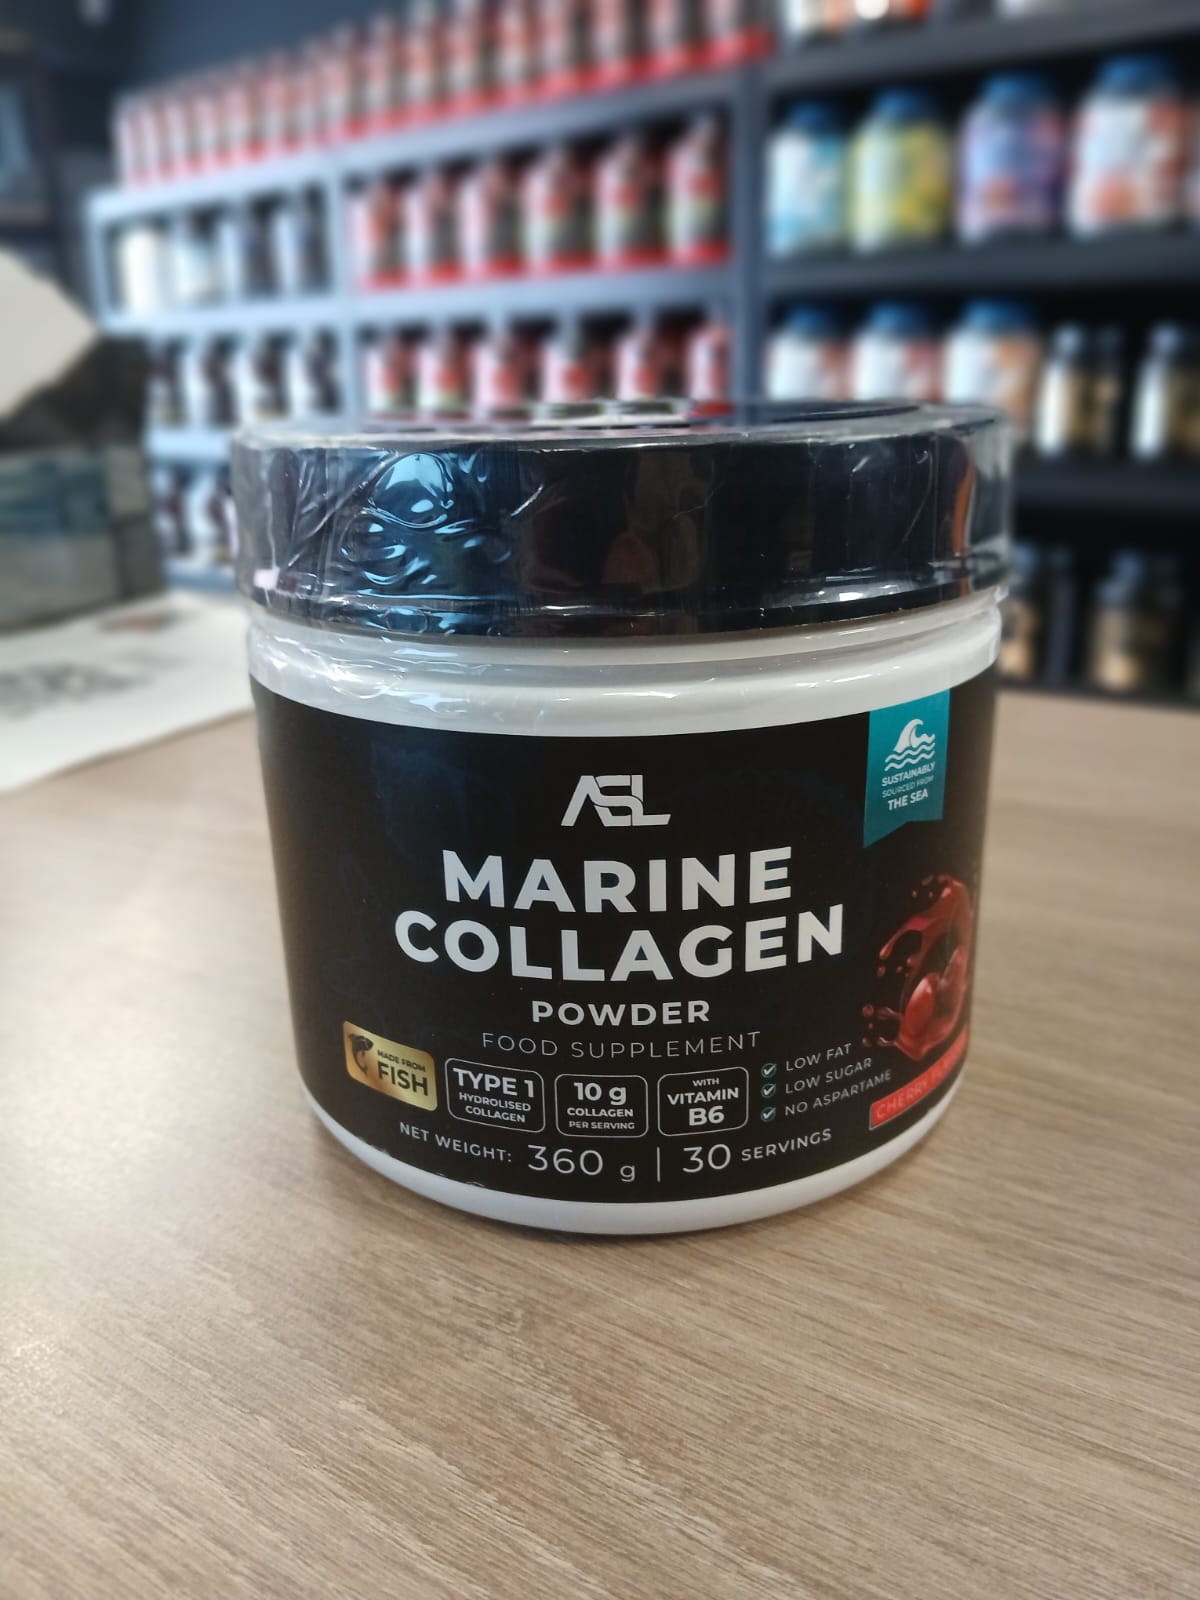 ASL
SUSTAINABLY
SOURCED FROM
THE SEA
MARINE
COLLAGEN
POWDER
FOOD SUPPLEMENT
MADE FROM
FISH
TYPE 1
HYDROLISED
COLLAGEN
10 g
COLLAGEN
PER SERVING
WITH
VITAMIN
B6
LOW FAT
LOW SUGAR
NO ASPARTAME
CHERRY
NET WEIGHT: 360 g | 30 SERVINGS